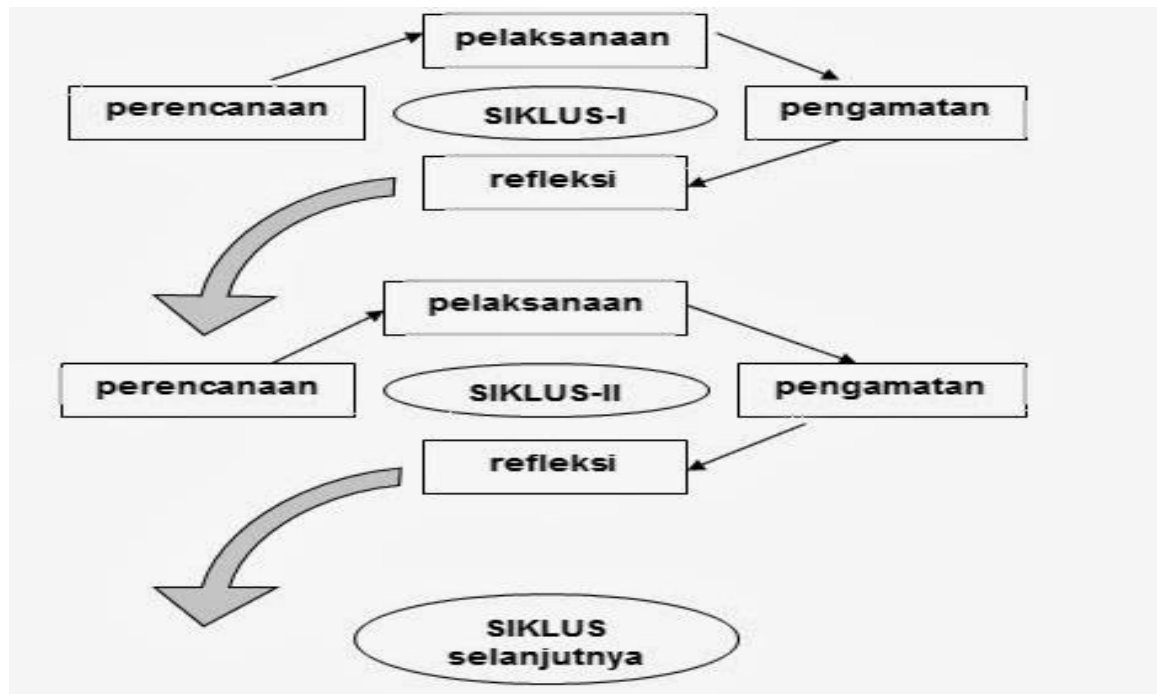 pelaksanaan
perencanaan
SIKLUS-I
pengamatan
refleksi
pelaksanaan
perencanaan
SIKLUS-II
pengamatan
refleksi
SIKLUS
selanjutnya